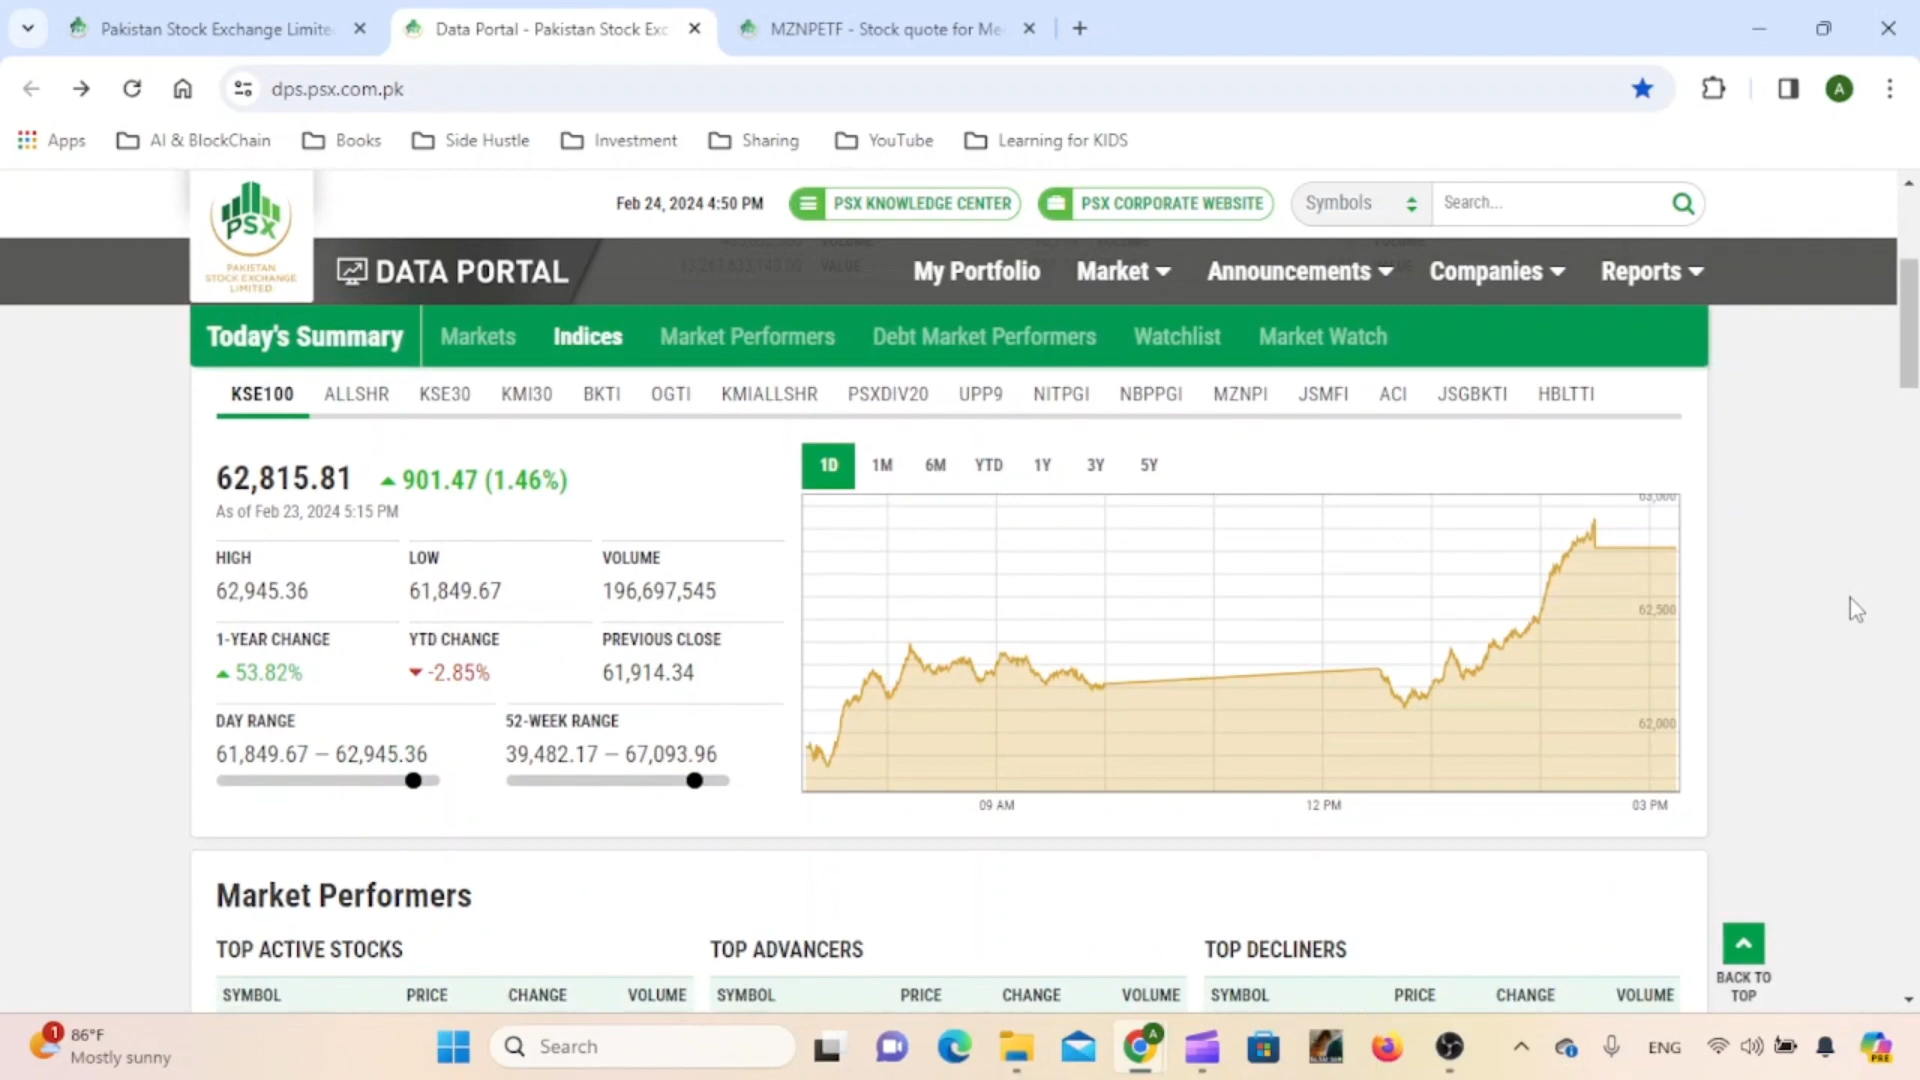 Pakistan Stock Exchange Limite
Data Portal - Pakistan Stock Exc
MZNPETF - Stock quote for Me
dps.psx.com.pk
A
Apps
AI & BlockChain
Books
Side Hustle
Investment
Sharing
YouTube
Learning for KIDS
PSX
PAKISTAN
STOCK EXCHANGE
LIMITED
Feb 24, 2024 4:50 PM
PSX KNOWLEDGE CENTER
PSX CORPORATE WEBSITE
Symbols
Search...
DATA PORTAL
VALUE
My Portfolio
Market
Announcements
Companies
Reports
Today's Summary
Markets
Indices
Market Performers
Debt Market Performers
Watchlist
Market Watch
KSE100
ALLSHR
KSE30
KMI30
BKTI
OGTI
KMIALLSHR
PSXDIV20
UPP9
NITPGI
NBPPGI
MZNPI
JSMFI
ACI
JSGBKTI
HBLTTI
62,815.81
901.47 (1.46%)
As of Feb 23, 2024 5:15 PM
HIGH
62,945.36
LOW
61,849.67
VOLUME
196,697,545
1-YEAR CHANGE
53.82%
YTD CHANGE
-2.85%
PREVIOUS CLOSE
61,914.34
DAY RANGE
61,849.67 — 62,945.36
52-WEEK RANGE
39,482.17 — 67,093.96
1D
1M
6M
YTD
1Y
3Y
5Y
63,000
62,500
62,000
09 AM
12 PM
03 PM
Market Performers
TOP ACTIVE STOCKS
SYMBOL PRICE CHANGE VOLUME
TOP ADVANCERS
SYMBOL PRICE CHANGE VOLUME
TOP DECLINERS
SYMBOL PRICE CHANGE VOLUME
BACK TO
TOP
1
86°F
Mostly sunny
Search
A
ENG
PRE